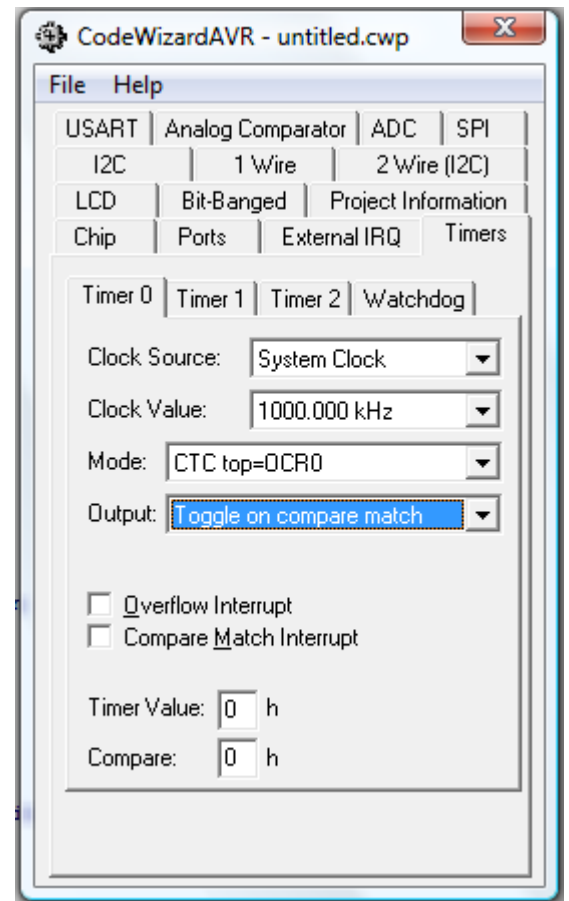 CodeWizardAVR - untitled.cwp
File Help
USART Analog Comparator ADC SPI
I2C 1 Wire 2 Wire (I2C)
LCD Bit-Banged Project Information
Chip Ports External IRQ Timers
Timer 0 Timer 1 Timer 2 Watchdog
Clock Source: System Clock
Clock Value: 1000.000 kHz
Mode: CTC top=OCR0
Output: Toggle on compare match
Overflow Interrupt
Compare Match Interrupt
Timer Value: 0 h
Compare: 0 h